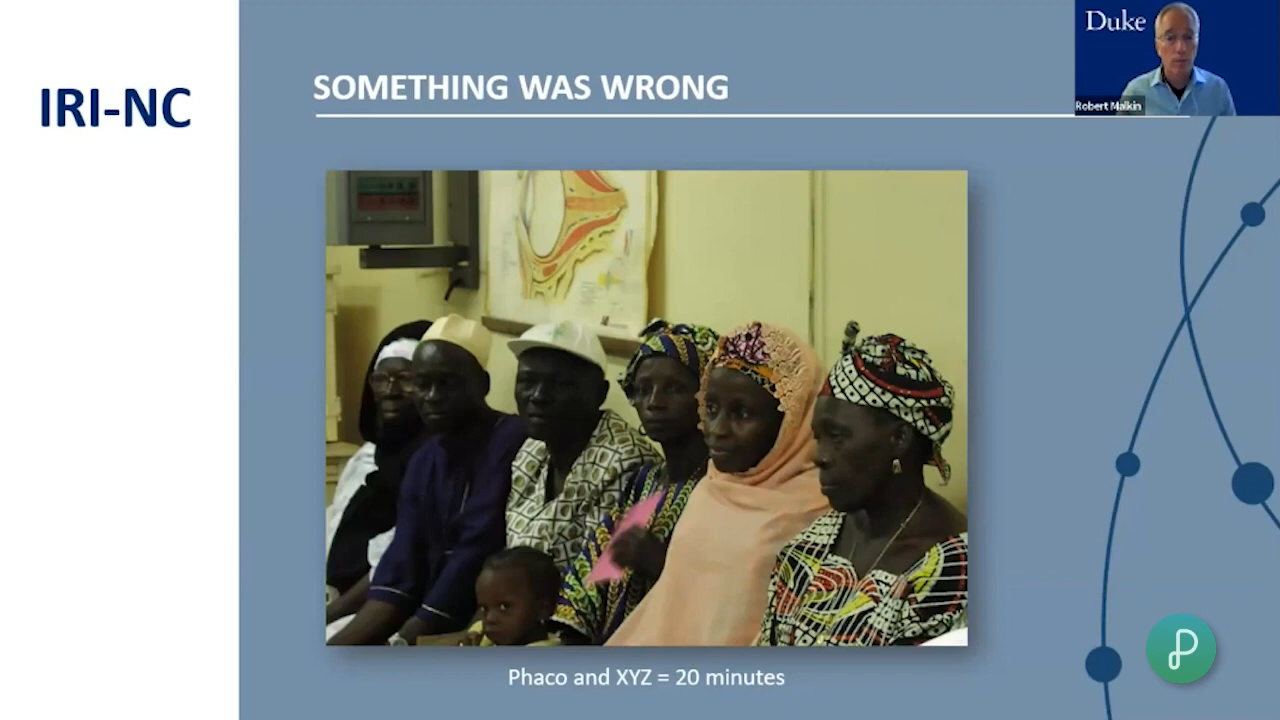 IRI-NC
SOMETHING WAS WRONG
Duke
Robert Malkin
Phaco and XYZ = 20 minutes